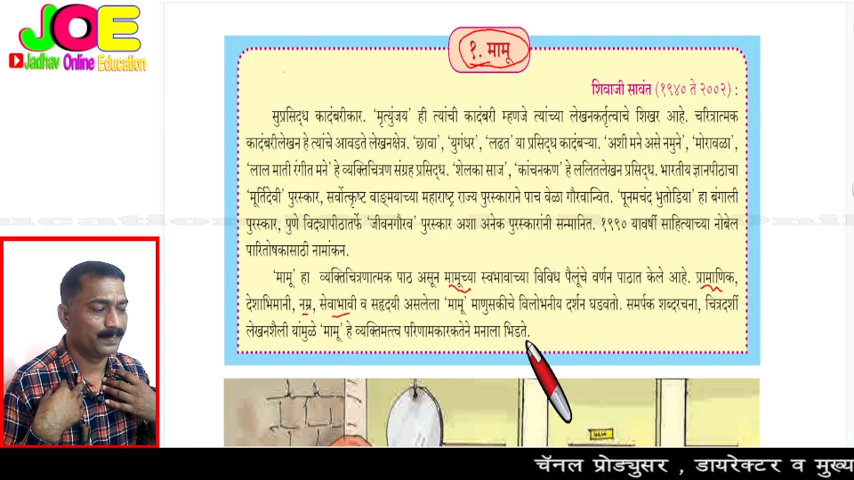 JOE
Jadhav Online Education
१. मामू
शिवाजी सावंत (१९४० ते २००२) :
सुप्रसिद्ध कादंबरीकार. ‘मृत्युंजय’ ही त्यांची कादंबरी म्हणजे त्यांच्या लेखनकर्तृत्वाचे शिखर आहे. चरित्रात्मक
कादंबरीलेखन हे त्यांचे आवडते लेखनक्षेत्र. ‘छावा’, ‘युगंधर’, ‘लढत’ या प्रसिद्ध कादंबऱ्या. ‘अशी मने असे नमुने’, ‘मोरावळा’,
‘लाल माती रंगीत मने’ हे व्यक्तिचित्रण संग्रह प्रसिद्ध. ‘शेलका साज’, ‘कांचनकण’ हे ललितलेखन प्रसिद्ध. भारतीय ज्ञानपीठाचा
‘मूर्तिदेवी’ पुरस्कार, सर्वोत्कृष्ट वाङ्मयाच्या महाराष्ट्र राज्य पुरस्काराने पाच वेळा गौरवान्वित. ‘पूनमचंद भुतोडिया’ हा बंगाली
पुरस्कार, पुणे विद्यापीठातर्फे ‘जीवनगौरव’ पुरस्कार अशा अनेक पुरस्कारांनी सन्मानित. १९९० यावर्षी साहित्याच्या नोबेल
पारितोषकासाठी नामांकन.
‘मामू’ हा व्यक्तिचित्रणात्मक पाठ असून मामूच्या स्वभावाच्या विविध पैलूंचे वर्णन पाठात केले आहे. प्रामाणिक,
देशाभिमानी, नम्र, सेवाभावी व सहृदयी असलेला ‘मामू’ माणुसकीचे विलोभनीय दर्शन घडवतो. समर्पक शब्दरचना, चित्रदर्शी
लेखनशैली यांमुळे ‘मामू’ हे व्यक्तिमत्त्व परिणामकारकतेने मनाला भिडते.
चॅनल प्रोड्युसर , डायरेक्टर व मुख्य